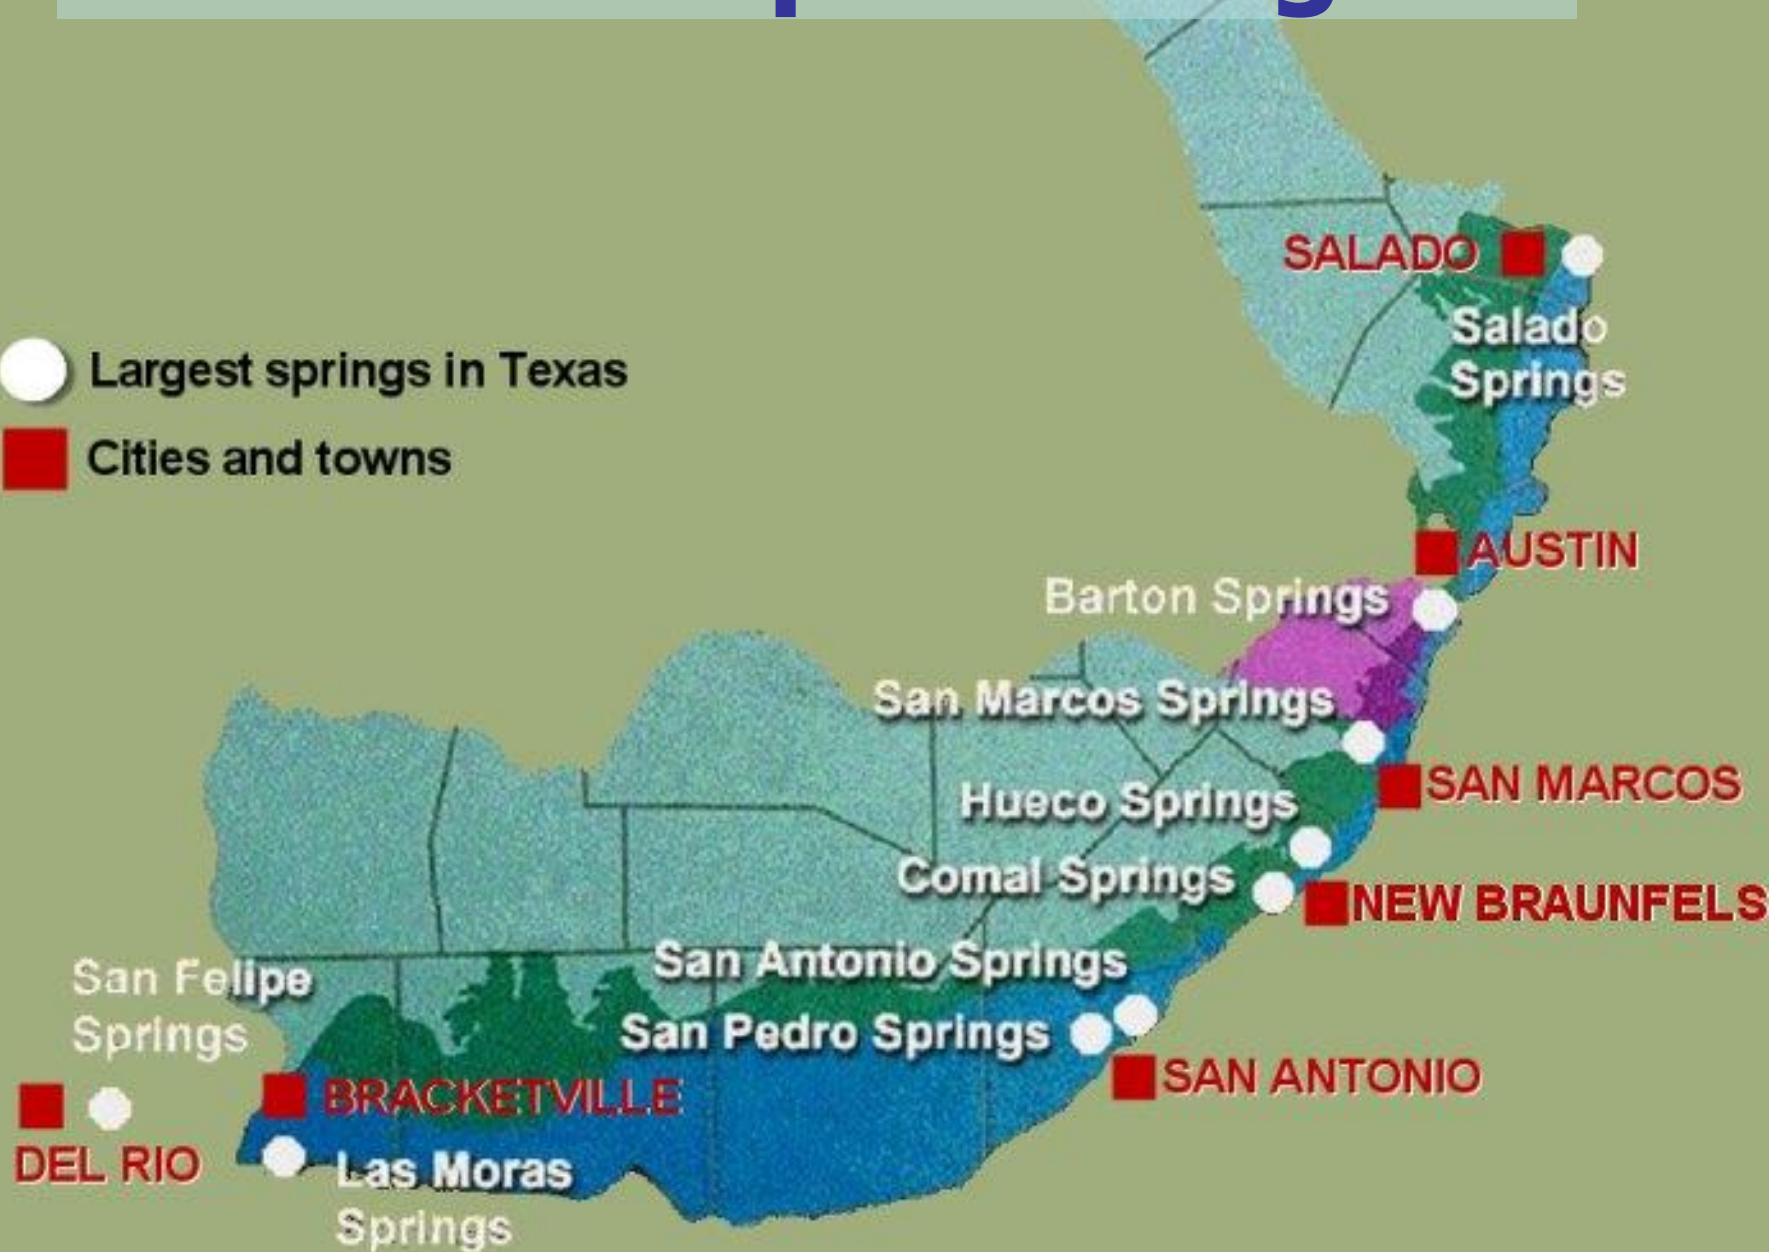 SALADO
Salado
Springs
Largest springs in Texas
Cities and towns
AUSTIN
Barton Springs
San Marcos Springs
SAN MARCOS
Hueco Springs
Comal Springs
NEW BRAUNFELS
San Antonio Springs
San Felipe
Springs
San Pedro Springs
SAN ANTONIO
BRACKETVILLE
DEL RIO
Las Moras
Springs